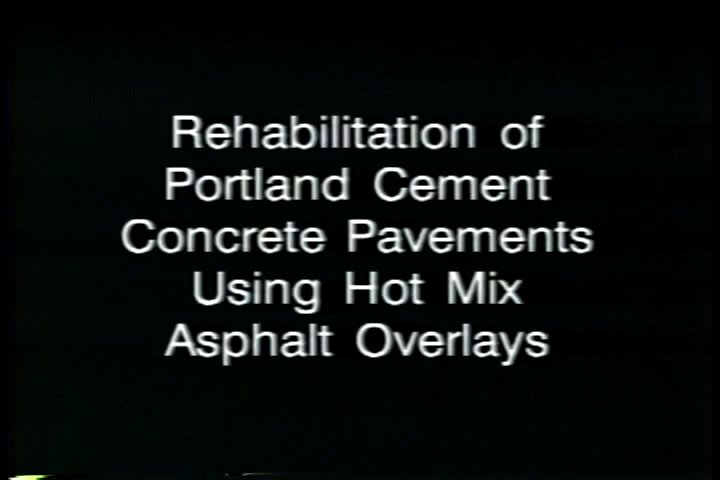 Rehabilitation of
Portland Cement
Concrete Pavements
Using Hot Mix
Asphalt Overlays